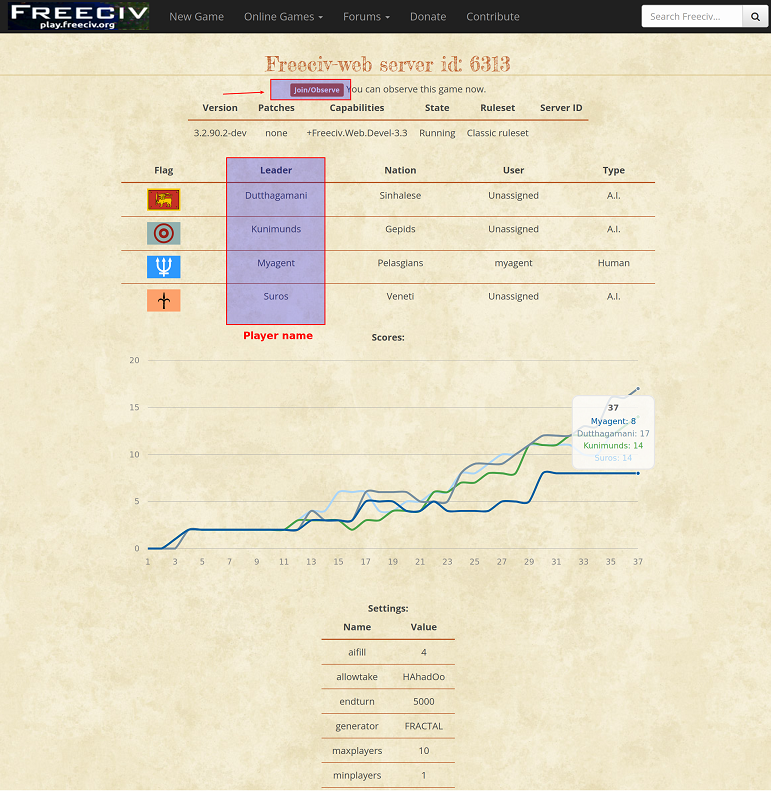 FREECIV
play.freeciv.org
New Game Online Games Forums Donate Contribute Search Freeciv...
Freeciv-web server id: 6313
Join/Observe You can observe this game now.
Version Patches Capabilities State Ruleset Server ID
3.2.90.2-dev none +Freeciv.Web.Devel-3.3 Running Classic ruleset
Flag Leader Nation User Type
Dutthagamani Sinhalese Unassigned A.I.
Kunimunds Gepids Unassigned A.I.
Myagent Pelasgians myagent Human
Suros Veneti Unassigned A.I.
Player name
Scores:
20
15
10
5
0
37
Myagent: 8
Dutthagamani: 17
Kunimunds: 14
Suros: 14
1 3 5 7 9 11 13 15 17 19 21 23 25 27 29 31 33 35 37
Settings:
Name Value
aifill 4
allowtake HAhadOo
endturn 5000
generator FRACTAL
maxplayers 10
minplayers 1